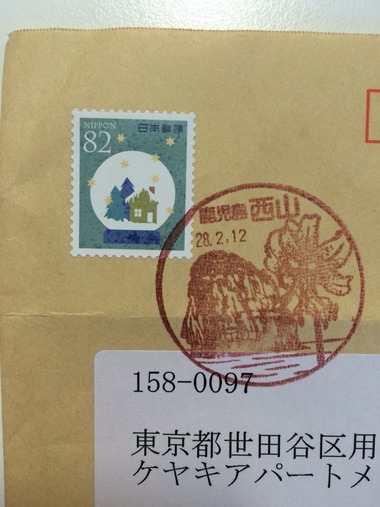 NIPPON 日本郵便
82
鹿児島 西山
28.2.12
158-0097
東京都世田谷区用
ケヤキアパートメ